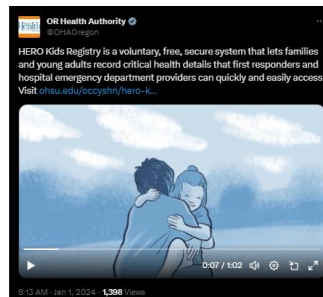 OR Health Authority
@OHAOregon
HERO Kids Registry is a voluntary, free, secure system that lets families
and young adults record critical health details that first responders and
hospital emergency department providers can quickly and easily access
Visit ohsu.edu/occyshn/hero-k...
0:07 / 1:02
8:13 AM · Jan 1, 2024 · 1,398 Views